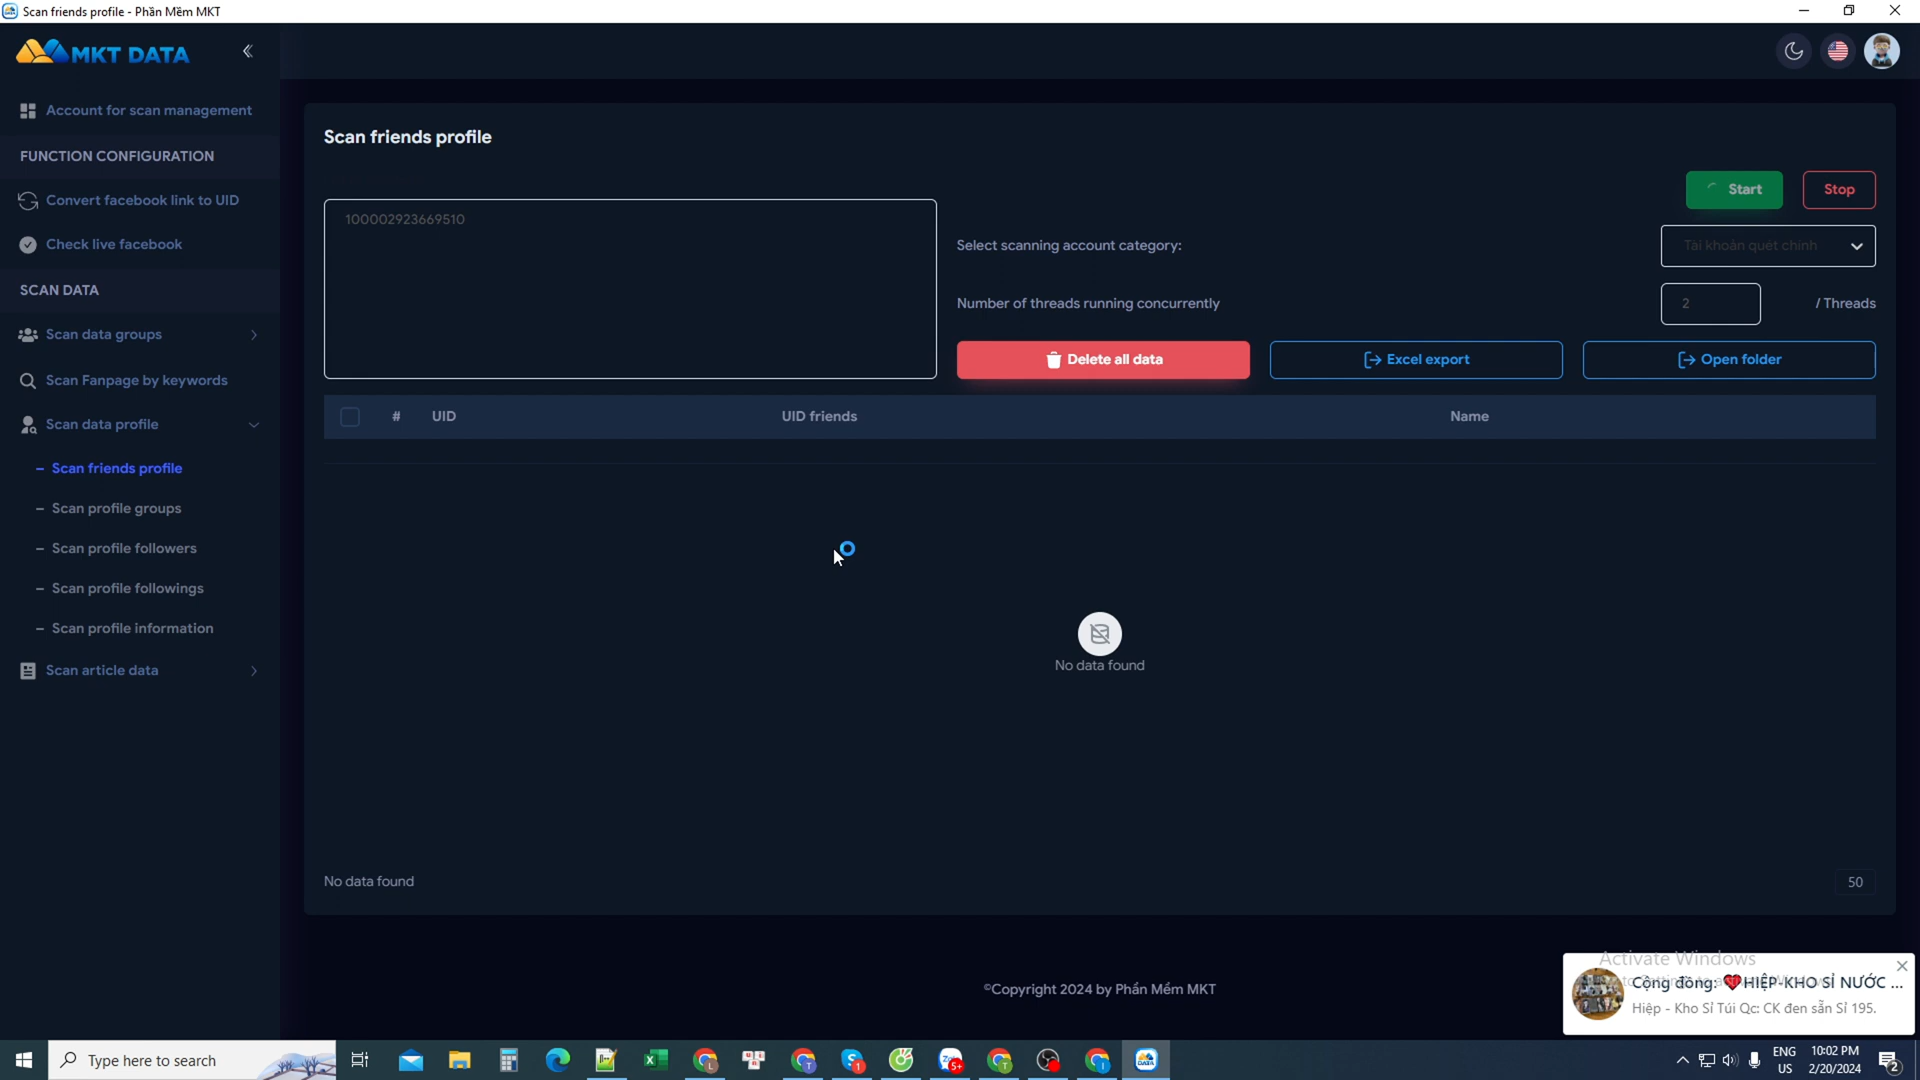 Scan friends profile - Phần Mềm MKT
MKT DATA
Account for scan management
FUNCTION CONFIGURATION
Convert facebook link to UID
Check live facebook
SCAN DATA
Scan data groups
Scan Fanpage by keywords
Scan data profile
– Scan friends profile
– Scan profile groups
– Scan profile followers
– Scan profile followings
– Scan profile information
Scan article data
Scan friends profile
Start
Stop
100002923669510
Select scanning account category:
Tài khoản quét chính
Number of threads running concurrently
2
/ Threads
Delete all data
Excel export
Open folder
# UID UID friends Name
No data found
No data found
50
©Copyright 2024 by Phần Mềm MKT
Activate Windows
Cộng đồng: ❤️HIỆP-KHO SỈ NƯỚC ...
Hiệp - Kho Sỉ Túi Qc: CK đen sẵn Sỉ 195.
Type here to search
ENG
US
10:02 PM
2/20/2024
2